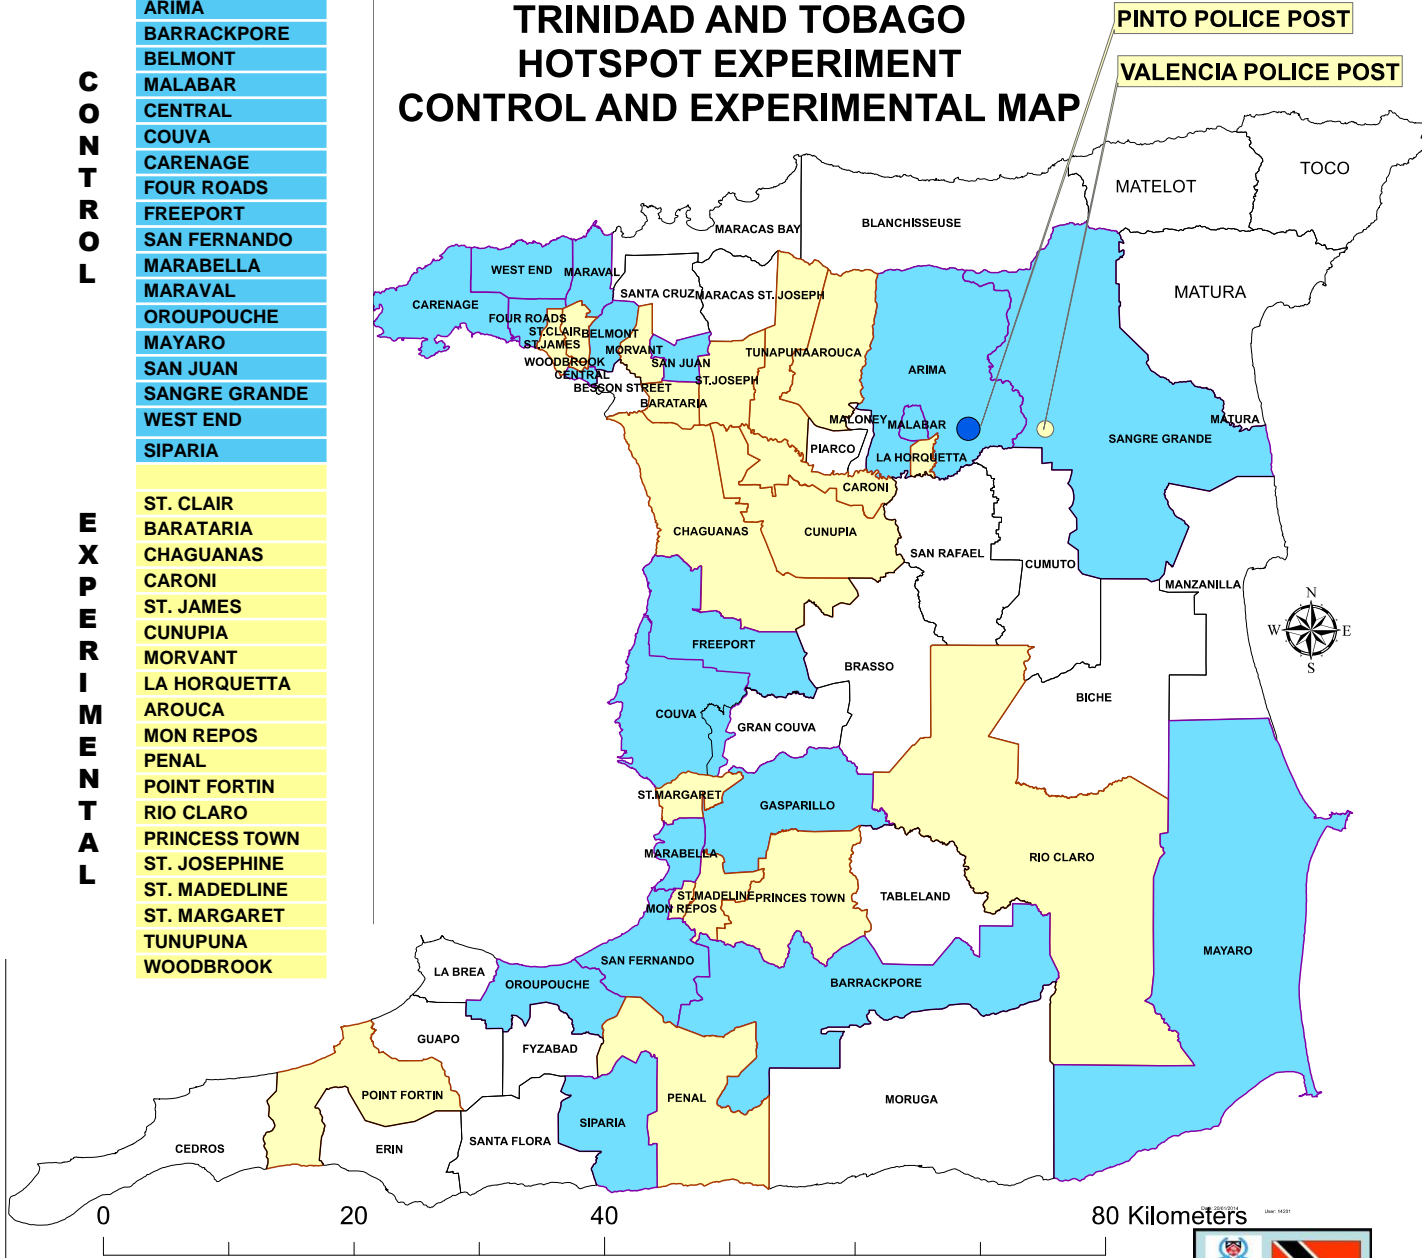 TRINIDAD AND TOBAGO
HOTSPOT EXPERIMENT
CONTROL AND EXPERIMENTAL MAP
PINTO POLICE POST
VALENCIA POLICE POST
CONTROL
ARIMA
BARRACKPORE
BELMONT
MALABAR
CENTRAL
COUVA
CARENAGE
FOUR ROADS
FREEPORT
SAN FERNANDO
MARABELLA
MARAVAL
OROUPOUCHE
MAYARO
SAN JUAN
SANGRE GRANDE
WEST END
SIPARIA
EXPERIMENTAL
ST. CLAIR
BARATARIA
CHAGUANAS
CARONI
ST. JAMES
CUNUPIA
MORVANT
LA HORQUETTA
AROUCA
MON REPOS
PENAL
POINT FORTIN
RIO CLARO
PRINCESS TOWN
ST. JOSEPHINE
ST. MADEDLINE
ST. MARGARET
TUNUPUNA
WOODBROOK
TOCO
MATELOT
BLANCHISSEUSE
MARACAS BAY
WEST END
MARAVAL
MATURA
SANTA CRUZ
MARACAS ST. JOSEPH
CARENAGE
FOUR ROADS
ST.CLAIR
BELMONT
ST.JAMES
MORVANT
TUNAPUNA
AROUCA
WOODBROOK
SAN JUAN
ARIMA
CENTRAL
ST.JOSEPH
BESSON STREET
BARATARIA
MALONEY
MALABAR
MATURA
SANGRE GRANDE
PIARCO
LA HORQUETTA
CARONI
CHAGUANAS
CUNUPIA
SAN RAFAEL
CUMUTO
MANZANILLA
N
W
E
S
FREEPORT
BRASSO
BICHE
COUVA
GRAN COUVA
ST.MARGARET
GASPARILLO
MARABELLA
RIO CLARO
ST.MADELINE
PRINCES TOWN
TABLELAND
MON REPOS
MAYARO
SAN FERNANDO
LA BREA
OROUPOUCHE
BARRACKPORE
GUAPO
FYZABAD
POINT FORTIN
PENAL
MORUGA
SIPARIA
CEDROS
ERIN
SANTA FLORA
0
20
40
80 Kilometers